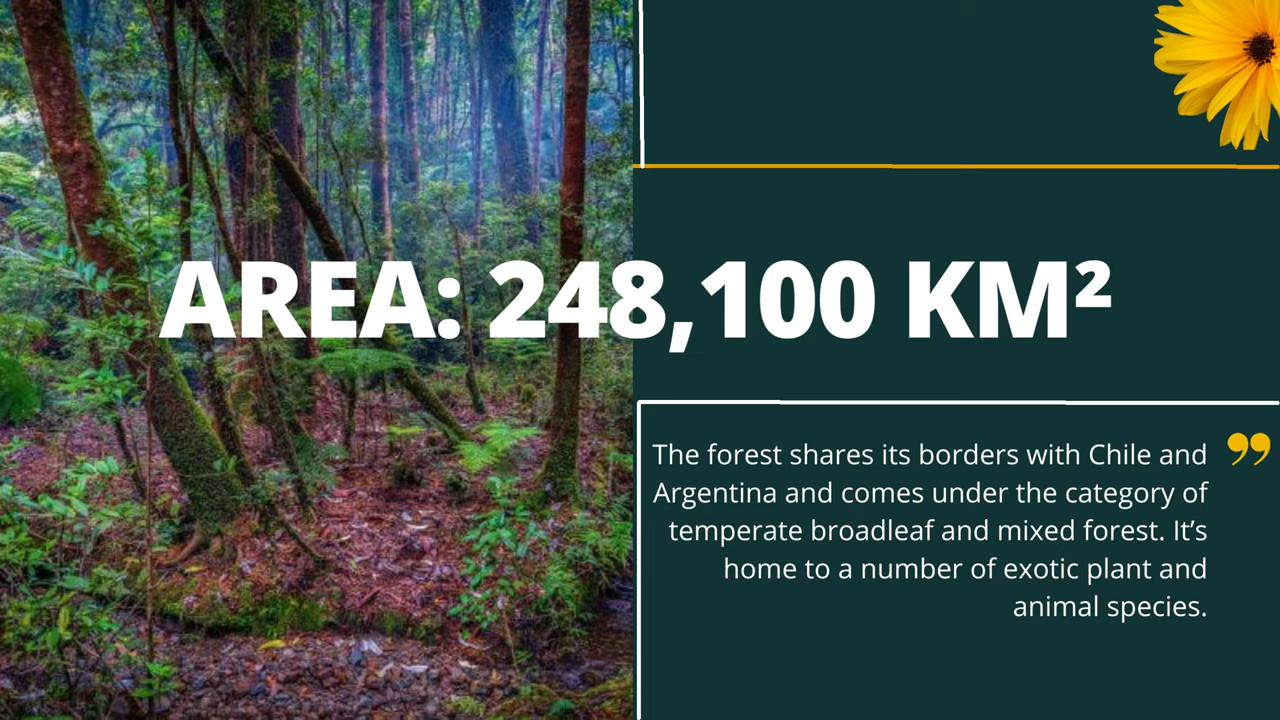 AREA: 248,100 KM²
The forest shares its borders with Chile and
Argentina and comes under the category of
temperate broadleaf and mixed forest. It’s
home to a number of exotic plant and
animal species.
”